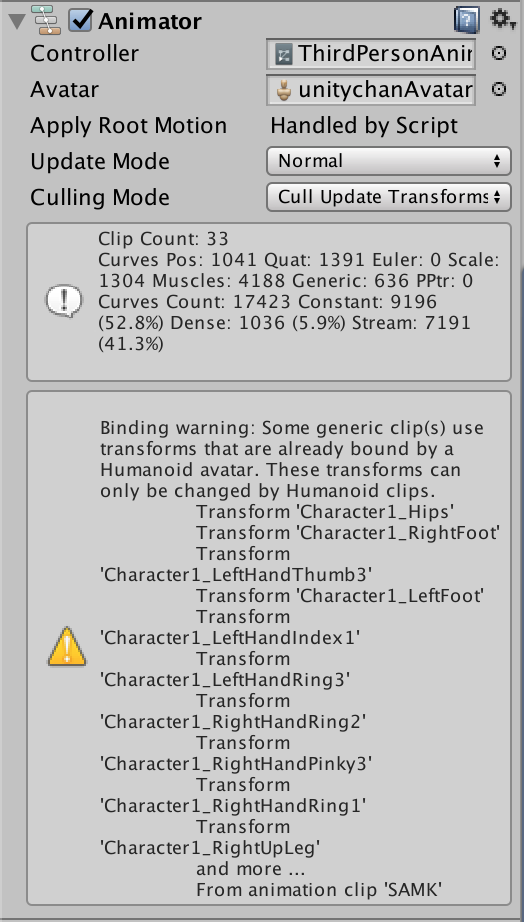 Animator
Controller ThirdPersonAnir
Avatar unitychanAvatar
Apply Root Motion Handled by Script
Update Mode Normal
Culling Mode Cull Update Transforms
Clip Count: 33
Curves Pos: 1041 Quat: 1391 Euler: 0 Scale:
1304 Muscles: 4188 Generic: 636 PPtr: 0
Curves Count: 17423 Constant: 9196
(52.8%) Dense: 1036 (5.9%) Stream: 7191
(41.3%)
Binding warning: Some generic clip(s) use
transforms that are already bound by a
Humanoid avatar. These transforms can
only be changed by Humanoid clips.
Transform 'Character1_Hips'
Transform 'Character1_RightFoot'
Transform
'Character1_LeftHandThumb3'
Transform 'Character1_LeftFoot'
Transform
'Character1_LeftHandIndex1'
Transform
'Character1_LeftHandRing3'
Transform
'Character1_RightHandRing2'
Transform
'Character1_RightHandPinky3'
Transform
'Character1_RightHandRing1'
Transform
'Character1_RightUpLeg'
and more ...
From animation clip 'SAMK'